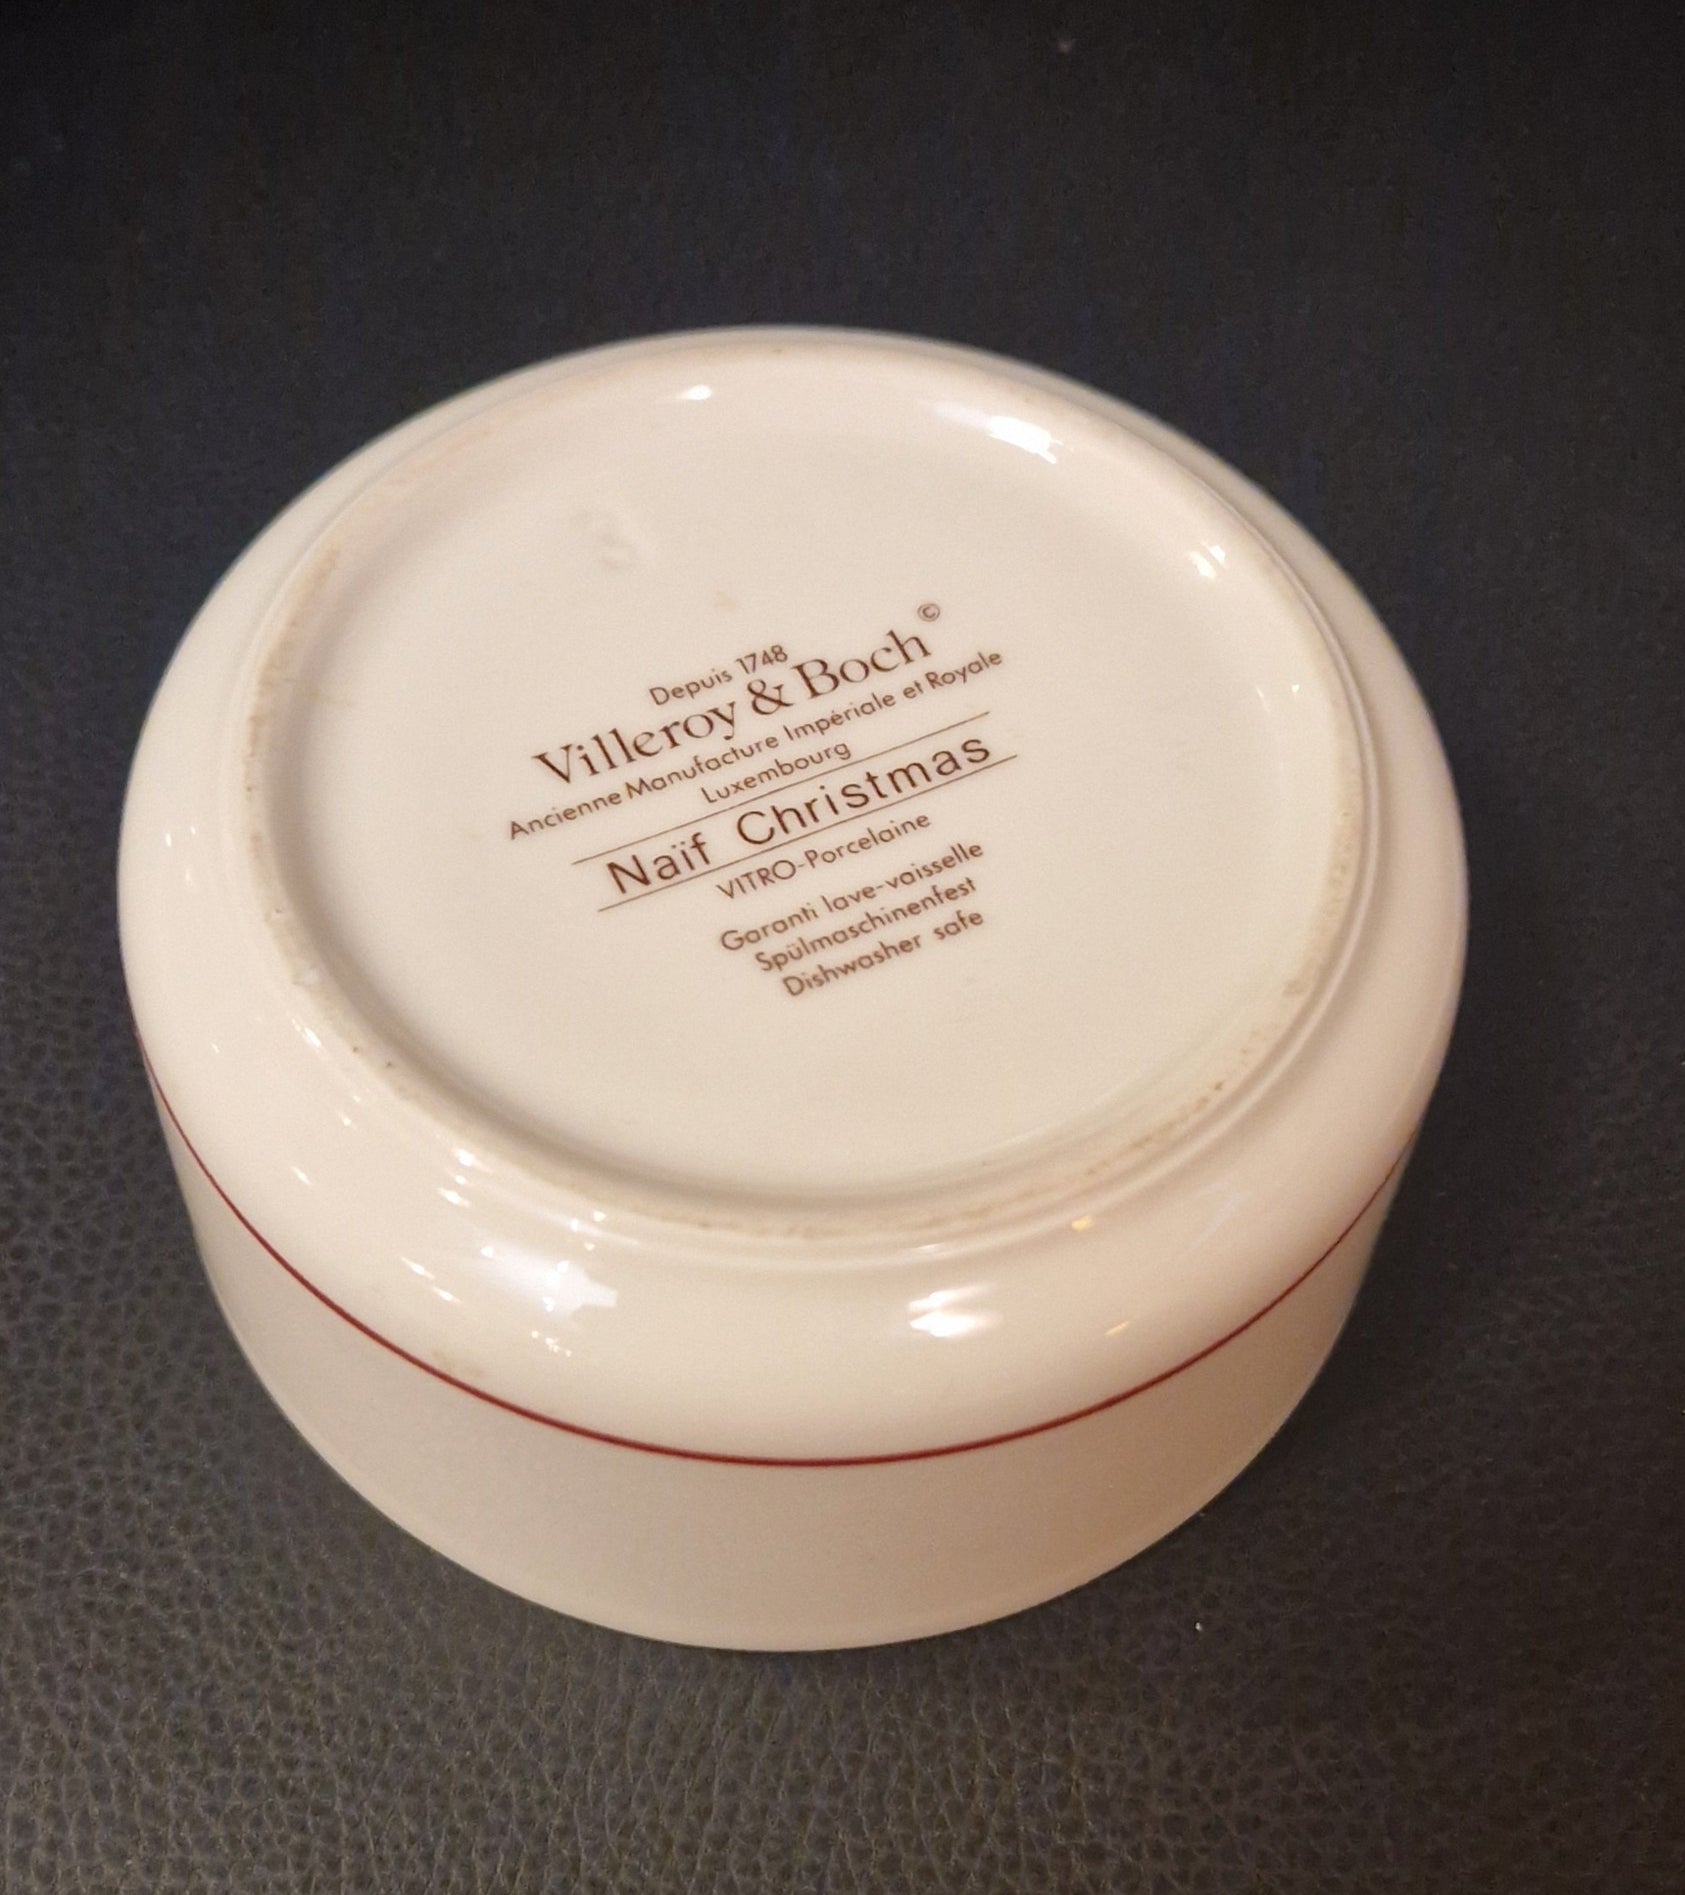 Depuis 1748
Villeroy & Boch ©
Ancienne Manufacture Impériale et Royale
Luxembourg
Naïf Christmas
VITRO-Porcelaine
Garanti lave-vaisselle
Spülmaschinenfest
Dishwasher safe